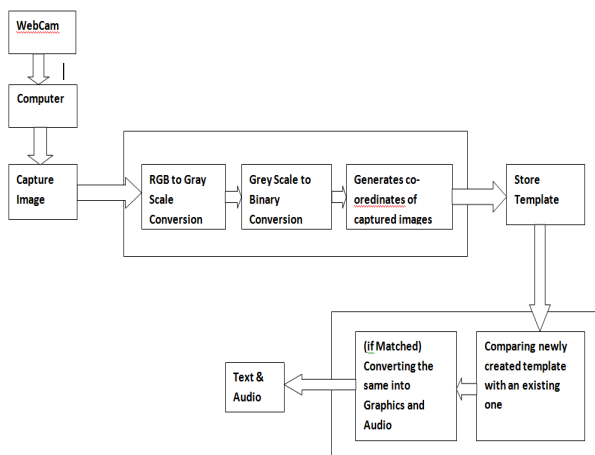 WebCam
Computer
Capture
Image
RGB to Gray
Scale
Conversion
Grey Scale to
Binary
Conversion
Generates co-
oredinates of
captured images
Store
Template
Comparing newly
created template
with an existing
one
(if Matched)
Converting the
same into
Graphics and
Audio
Text &
Audio